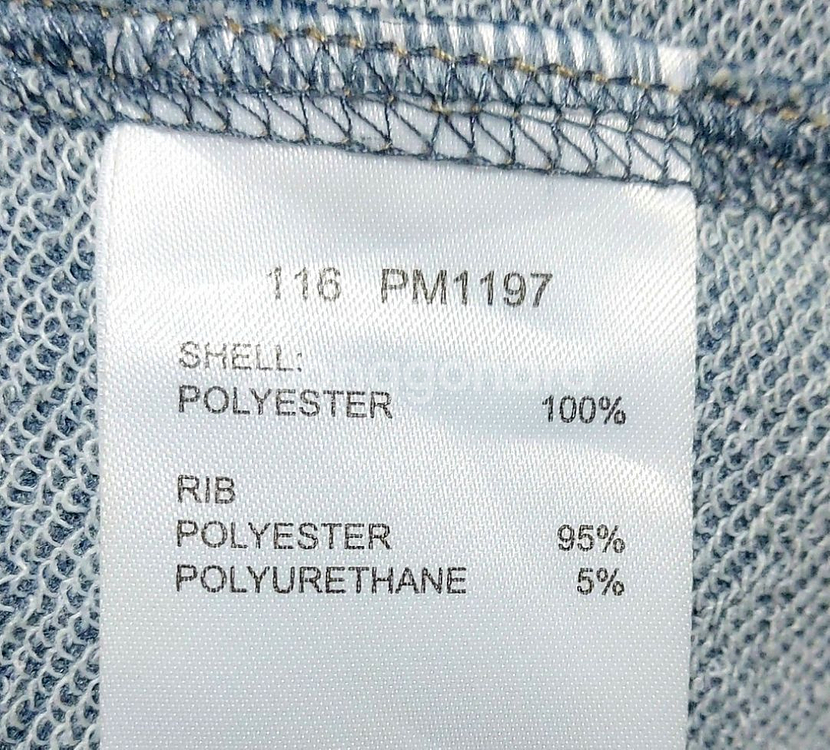 116 PM1197
SHELL:
POLYESTER 100%
RIB
POLYESTER 95%
POLYURETHANE 5%